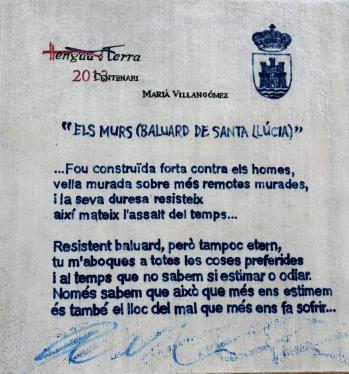 Llengua i Terra
2013 CENTENARI
MARIÀ VILLANGÓMEZ
"ELS MURS (BALUARD DE SANTA LLÚCIA)"
...Fou construïda forta contra els homes,
vella murada sobre més remotes murades,
i la seva duresa resisteix
així mateix l'assalt del temps...
Resistent baluard, però tampoc etern,
tu m'aboques a totes les coses preferides
i al temps que no sabem si estimar o odiar.
Només sabem que això que més ens estimem
és també el lloc del mal que més ens fa sofrir...